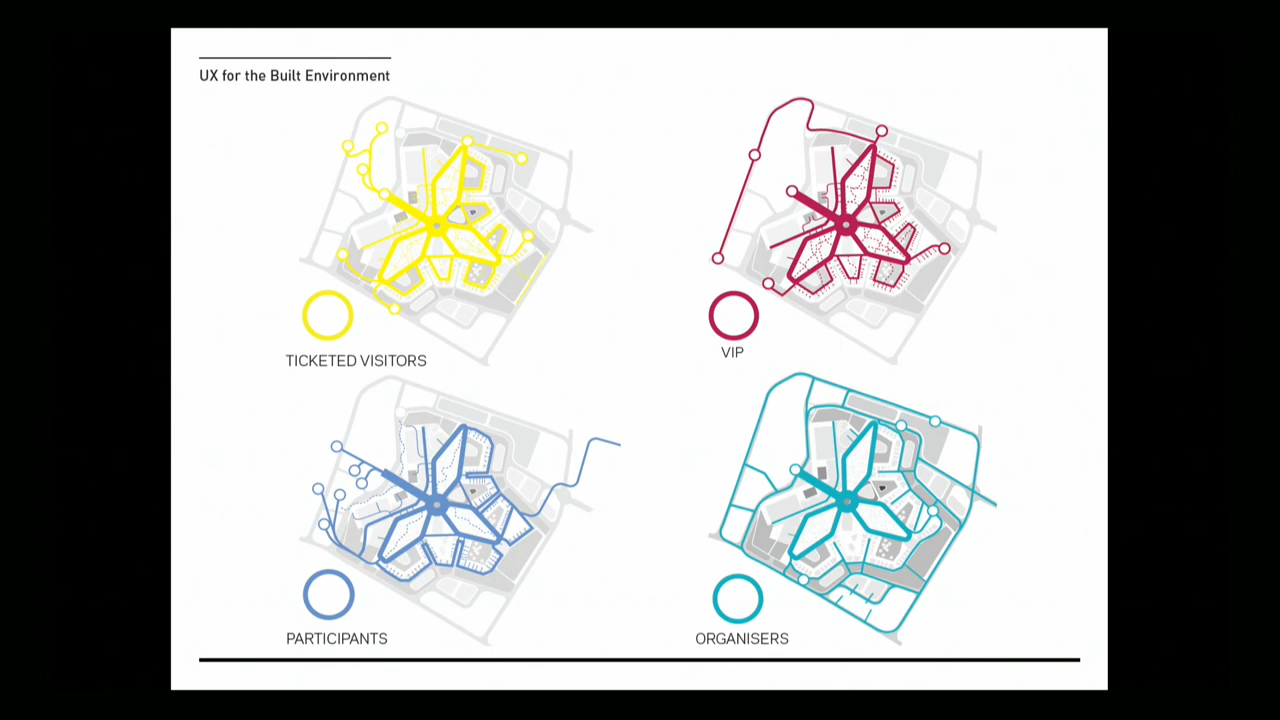 UX for the Built Environment
TICKETED VISITORS
VIP
PARTICIPANTS
ORGANISERS